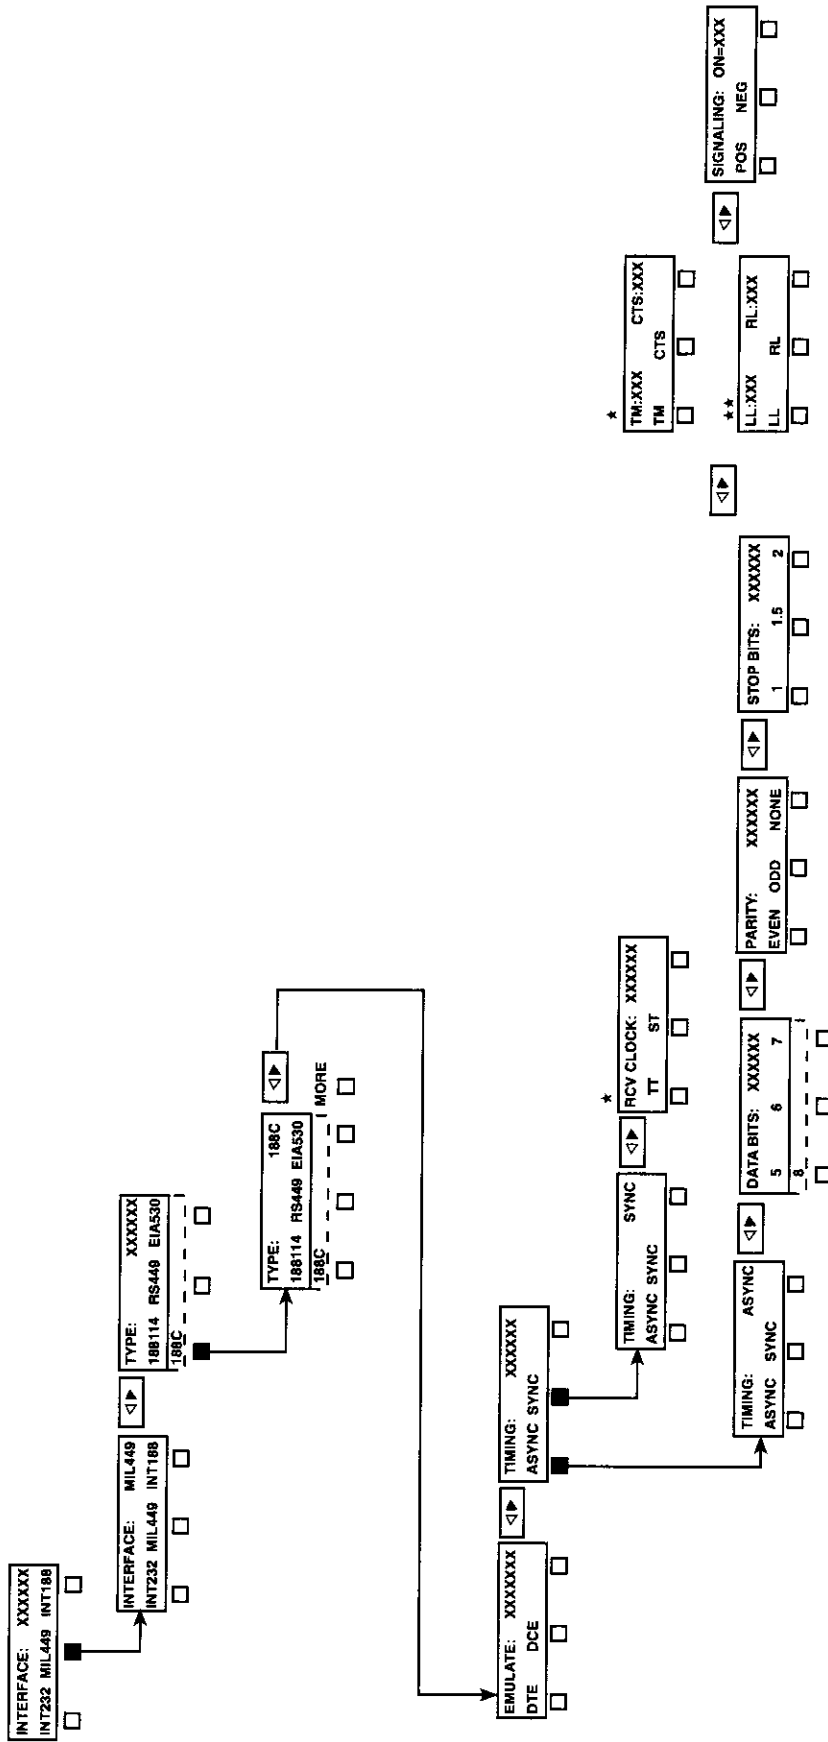 INTERFACE: XXXXXX
INT232 MIL449 INT188
INTERFACE: MIL449
INT232 MIL449 INT188
TYPE: XXXXXX
188114 RS449 EIA530
188C
TYPE: 188C
188114 RS449 EIA530
188C
MORE
EMULATE: XXXXXXX
DTE DCE
TIMING: XXXXXX
ASYNC SYNC
TIMING: SYNC
ASYNC SYNC
★
RCV CLOCK: XXXXXX
TT ST
TIMING: ASYNC
ASYNC SYNC
DATA BITS: XXXXXX
5 6 7
8
PARITY: XXXXXX
EVEN ODD NONE
STOP BITS: XXXXXX
1 1.5 2
★
TM:XXX CTS:XXX
TM CTS
★★
LL:XXX RL:XXX
LL RL
SIGNALING: ON=XXX
POS NEG